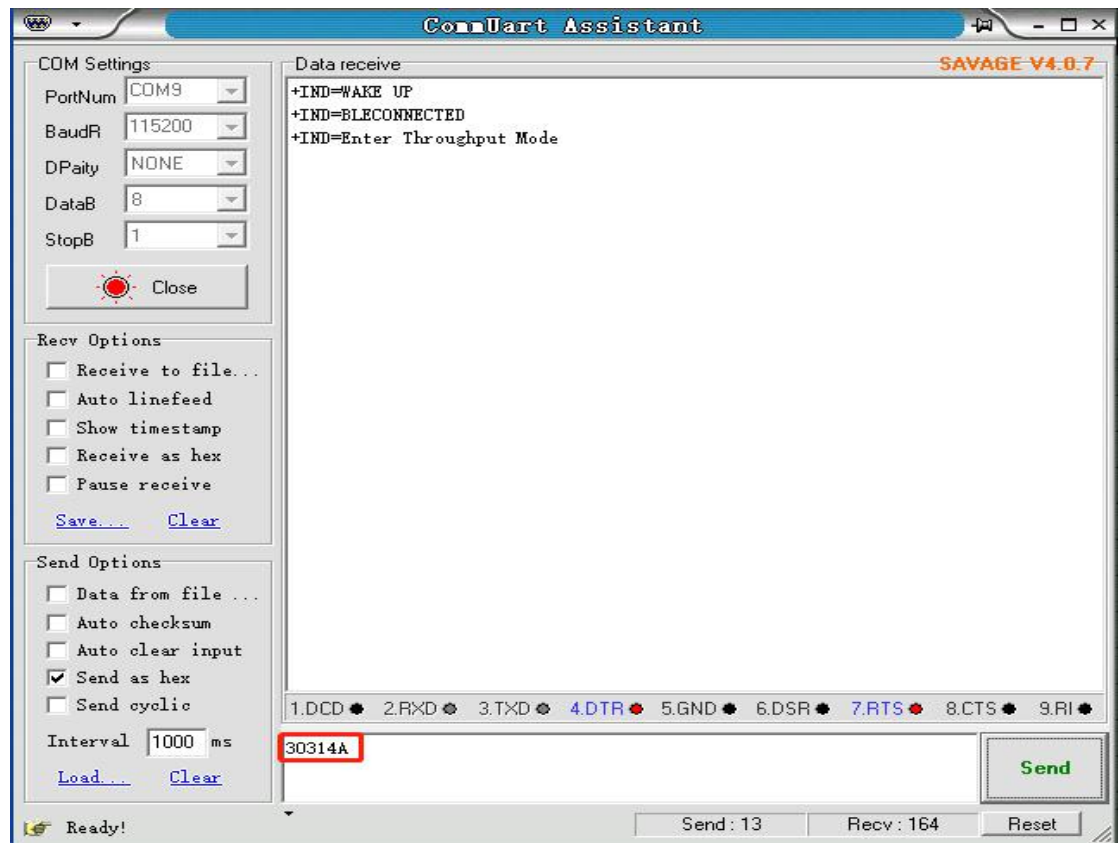 CommUart Assistant
COM Settings
PortNum COM9
BaudR 115200
DPaity NONE
DataB 8
StopB 1
Close
Recv Options
Receive to file...
Auto linefeed
Show timestamp
Receive as hex
Pause receive
Save... Clear
Send Options
Data from file ...
Auto checksum
Auto clear input
Send as hex
Send cyclic
Interval 1000 ms
Load... Clear
Data receive SAVAGE V4.0.7
+IND=WAKE UP
+IND=BLECONNECTED
+IND=Enter Throughput Mode
1.DCD 2.RXD 3.TXD 4.DTR 5.GND 6.DSR 7.RTS 8.CTS 9.RI
30314A
Send
Ready! Send : 13 Recv : 164 Reset